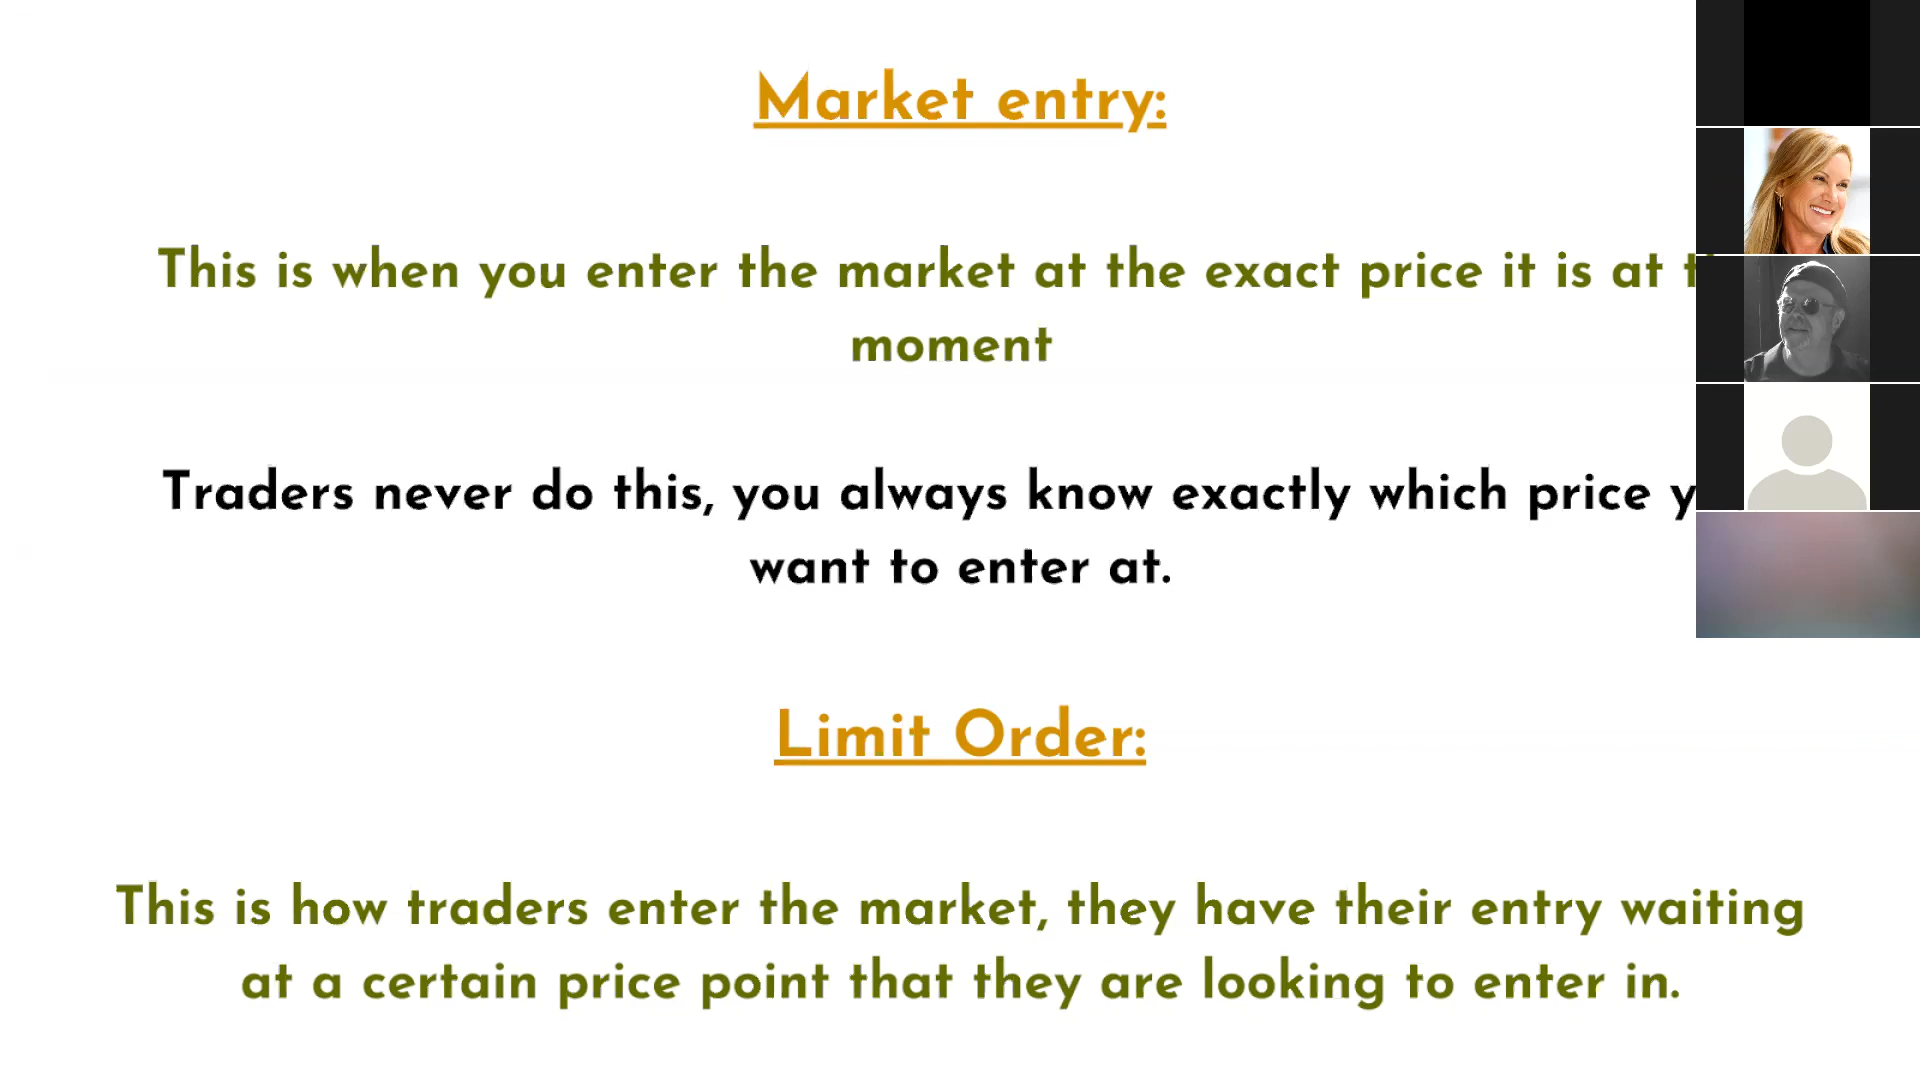 Market entry:
This is when you enter the market at the exact price it is at
moment
Traders never do this, you always know exactly which price
want to enter at.
Limit Order:
This is how traders enter the market, they have their entry waiting
at a certain price point that they are looking to enter in.